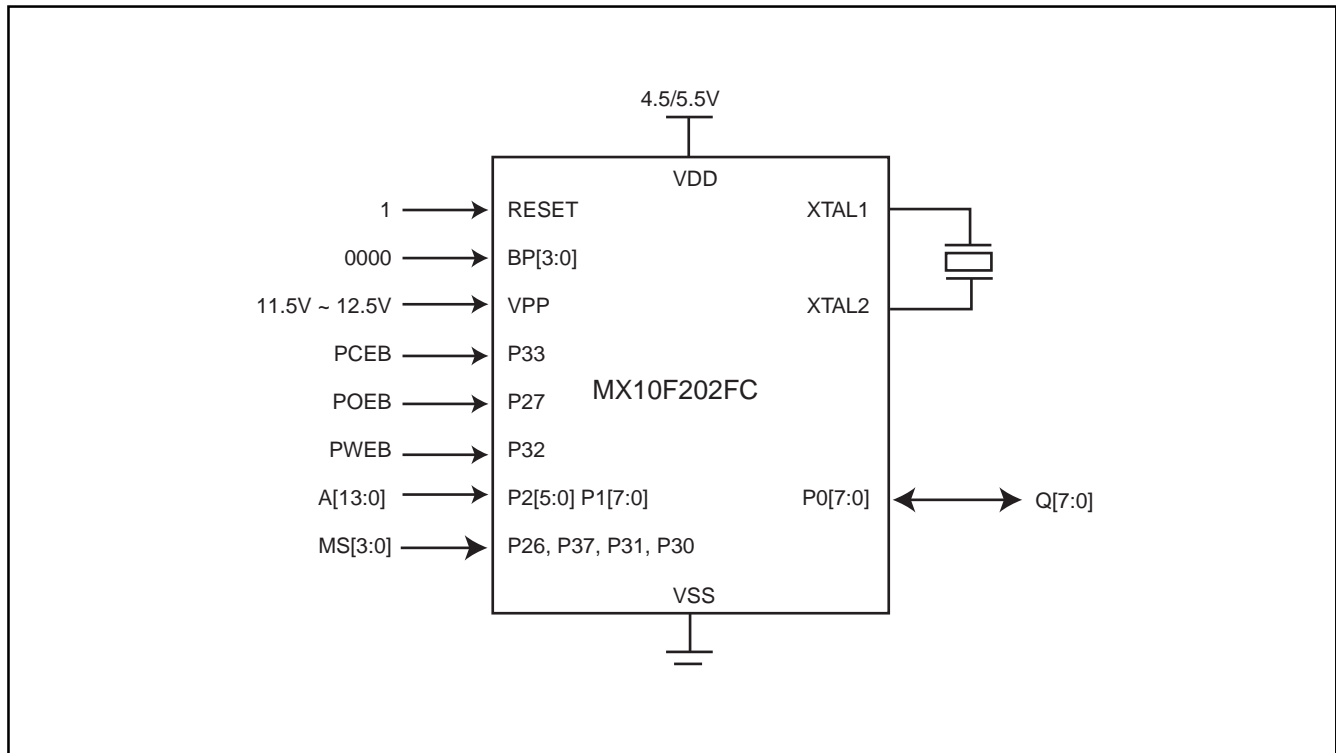 4.5/5.5V
VDD
1
RESET
XTAL1
0000
BP[3:0]
11.5V ~ 12.5V
VPP
XTAL2
PCEB
P33
MX10F202FC
POEB
P27
PWEB
P32
A[13:0]
P2[5:0] P1[7:0]
P0[7:0]
Q[7:0]
MS[3:0]
P26, P37, P31, P30
VSS